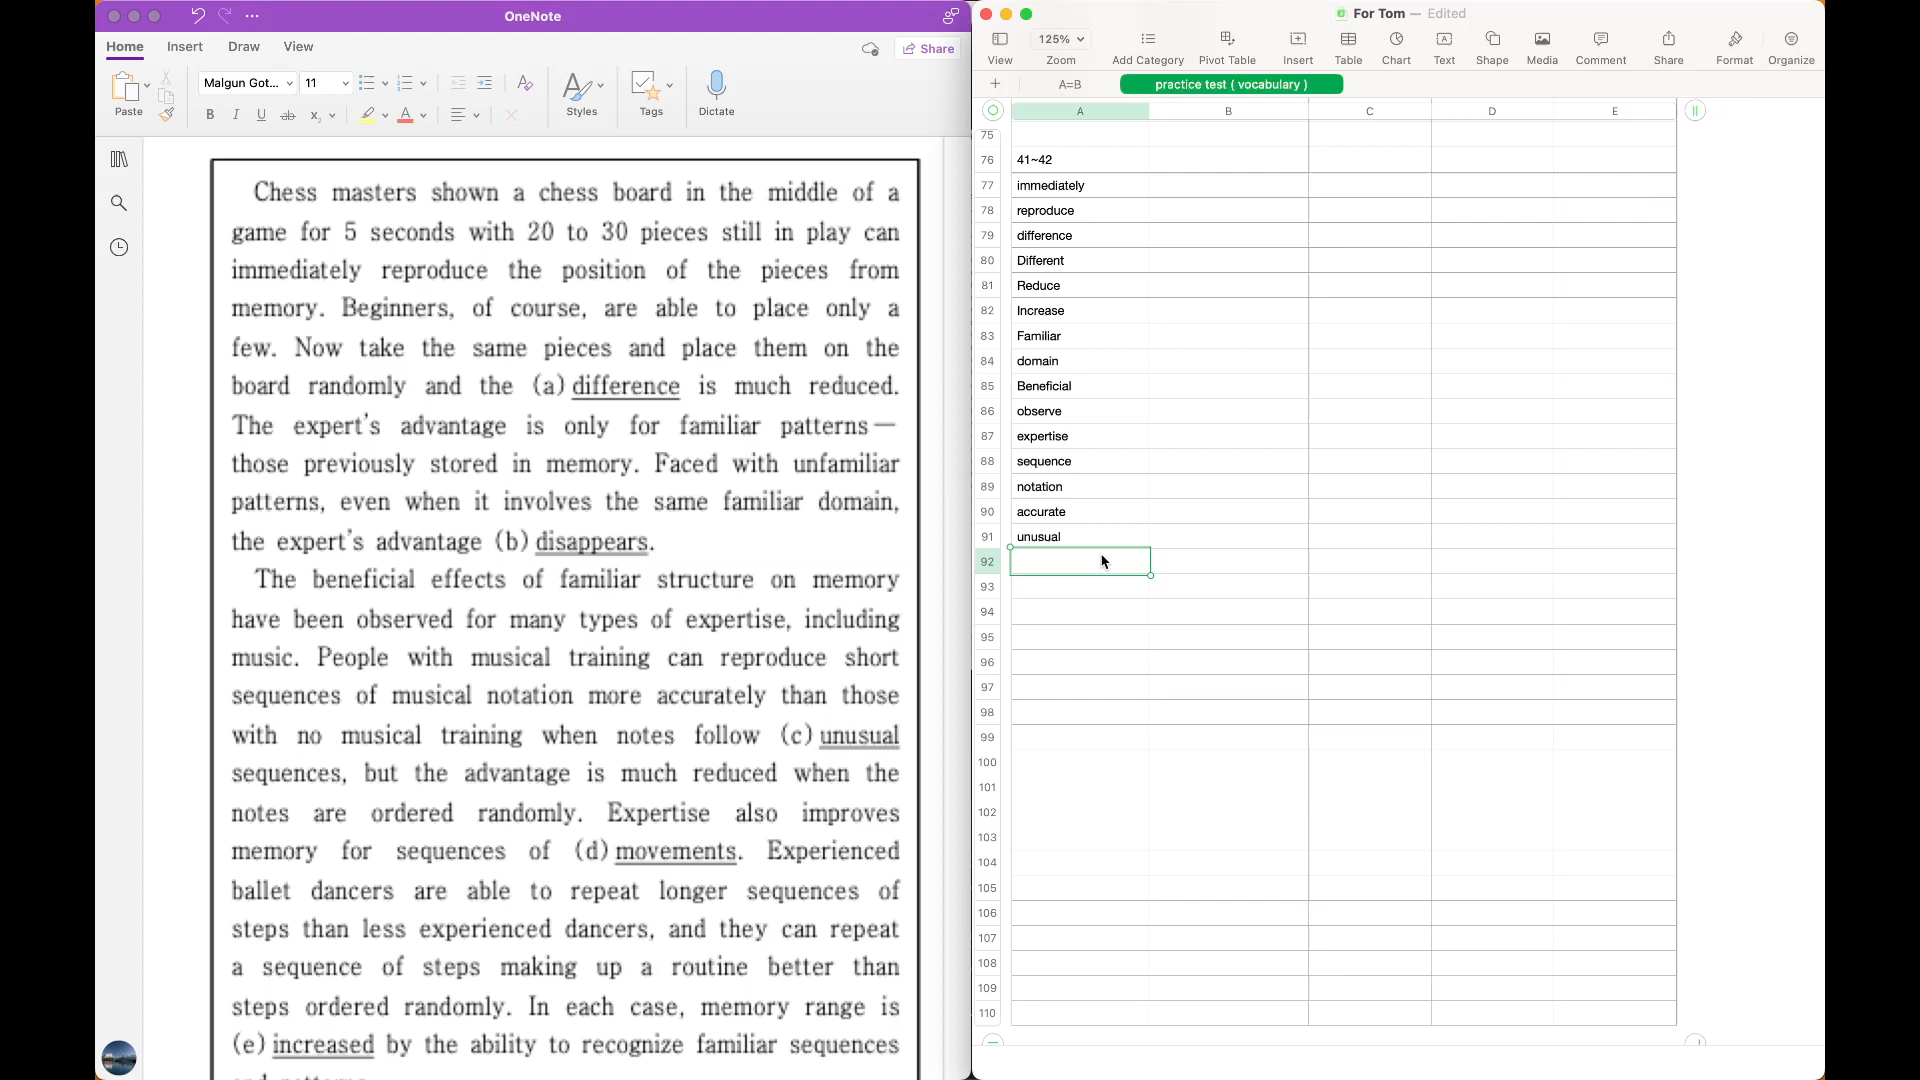 OneNote
Home Insert Draw View
Share
Paste
Malgun Got... 11
B I U ab x₂ A
Styles
Tags
Dictate
Chess masters shown a chess board in the middle of a
game for 5 seconds with 20 to 30 pieces still in play can
immediately reproduce the position of the pieces from
memory. Beginners, of course, are able to place only a
few. Now take the same pieces and place them on the
board randomly and the (a) difference is much reduced.
The expert's advantage is only for familiar patterns —
those previously stored in memory. Faced with unfamiliar
patterns, even when it involves the same familiar domain,
the expert's advantage (b) disappears.
The beneficial effects of familiar structure on memory
have been observed for many types of expertise, including
music. People with musical training can reproduce short
sequences of musical notation more accurately than those
with no musical training when notes follow (c) unusual
sequences, but the advantage is much reduced when the
notes are ordered randomly. Expertise also improves
memory for sequences of (d) movements. Experienced
ballet dancers are able to repeat longer sequences of
steps than less experienced dancers, and they can repeat
a sequence of steps making up a routine better than
steps ordered randomly. In each case, memory range is
(e) increased by the ability to recognize familiar sequences
For Tom — Edited
125%
View Zoom Add Category Pivot Table Insert Table Chart Text Shape Media Comment Share Format Organize
A=B practice test ( vocabulary )
A B C D E
75
76 41~42
77 immediately
78 reproduce
79 difference
80 Different
81 Reduce
82 Increase
83 Familiar
84 domain
85 Beneficial
86 observe
87 expertise
88 sequence
89 notation
90 accurate
91 unusual
92
93
94
95
96
97
98
99
100
101
102
103
104
105
106
107
108
109
110